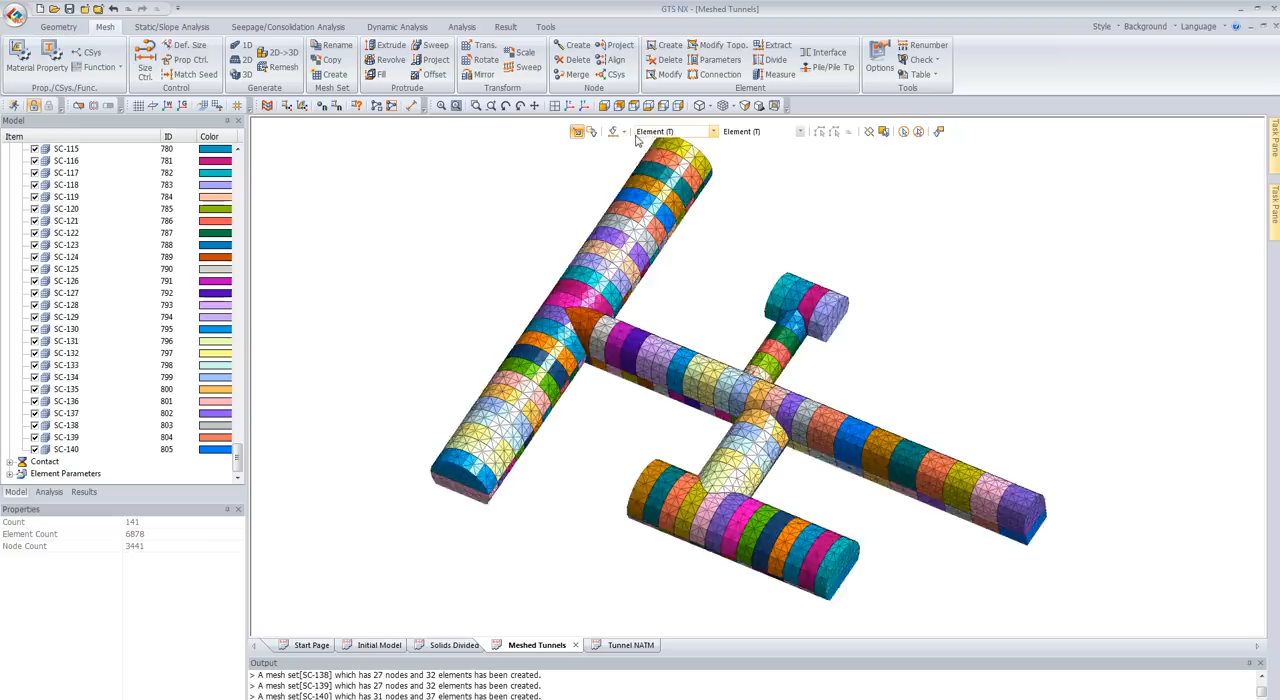 GTS NX - [Meshed Tunnels]
Geometry Mesh Static/Slope Analysis Seepage/Consolidation Analysis Dynamic Analysis Analysis Result Tools Style Background Language
Material Property CSys Function Size Ctrl. Def. Size Prop Ctrl. Match Seed 1D 2D 3D 2D->3D Remesh Rename Copy Create Extrude Revolve Fill Sweep Project Offset Trans. Rotate Mirror Scale Sweep Create Delete Merge Project Align CSys Create Delete Modify Modify Topo. Parameters Connection Extract Divide Measure Interface Pile/Pile Tip Options Renumber Check Table
Prop./CSys./Func. Control Generate Mesh Set Protrude Transform Node Element Tools
Model
Item ID Color
Element (T) Element (T)
Task Pane
Task Pane
SC-115 780
SC-116 781
SC-117 782
SC-118 783
SC-119 784
SC-120 785
SC-121 786
SC-122 787
SC-123 788
SC-124 789
SC-125 790
SC-126 791
SC-127 792
SC-128 793
SC-129 794
SC-130 795
SC-131 796
SC-132 797
SC-133 798
SC-134 799
SC-135 800
SC-136 801
SC-137 802
SC-138 803
SC-139 804
SC-140 805
Contact
Element Parameters
Model Analysis Results
Properties
Count 141
Element Count 6878
Node Count 3441
Start Page Initial Model Solids Divided Meshed Tunnels Tunnel NATM
Output
> A mesh set[SC-138] which has 27 nodes and 32 elements has been created.
> A mesh set[SC-139] which has 27 nodes and 32 elements has been created.
> A mesh set[SC-140] which has 31 nodes and 37 elements has been created.